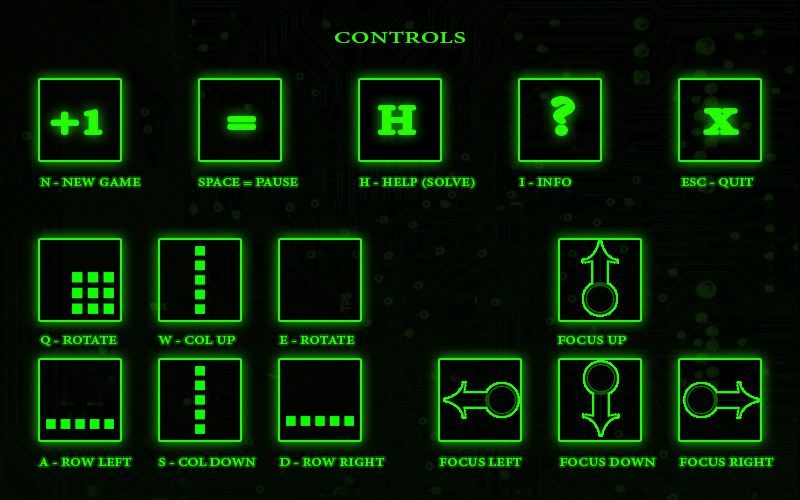 CONTROLS
+1
=
H
?
X
N - NEW GAME
SPACE = PAUSE
H - HELP (SOLVE)
I - INFO
ESC - QUIT
Q - ROTATE
W - COL UP
E - ROTATE
FOCUS UP
A - ROW LEFT
S - COL DOWN
D - ROW RIGHT
FOCUS LEFT
FOCUS DOWN
FOCUS RIGHT